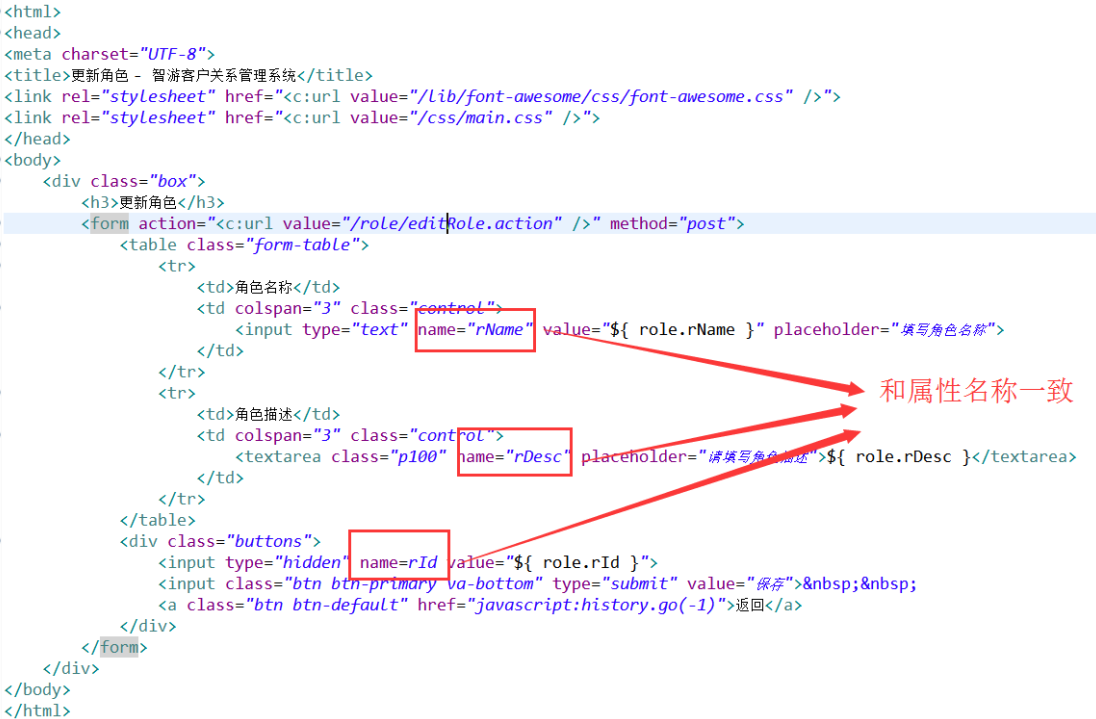 <html>
<head>
<meta charset="UTF-8">
<title>更新角色 - 智游客户关系管理系统</title>
<link rel="stylesheet" href="<c:url value="/lib/font-awesome/css/font-awesome.css" />">
<link rel="stylesheet" href="<c:url value="/css/main.css" />">
</head>
<body>
<div class="box">
<h3>更新角色</h3>
<form action="<c:url value="/role/editRole.action" />" method="post">
<table class="form-table">
<tr>
<td>角色名称</td>
<td colspan="3" class="control">
<input type="text" name="rName" value="${ role.rName }" placeholder="填写角色名称">
</td>
</tr>
和属性名称一致
<tr>
<td>角色描述</td>
<td colspan="3" class="control">
<textarea class="p100" name="rDesc" placeholder="请填写角色描述">${ role.rDesc }</textarea>
</td>
</tr>
</table>
<div class="buttons">
<input type="hidden" name=rId value="${ role.rId }">
<input class="btn btn-primary va-bottom" type="submit" value="保存">&nbsp;&nbsp;
<a class="btn btn-default" href="javascript:history.go(-1)">返回</a>
</div>
</form>
</div>
</body>
</html>